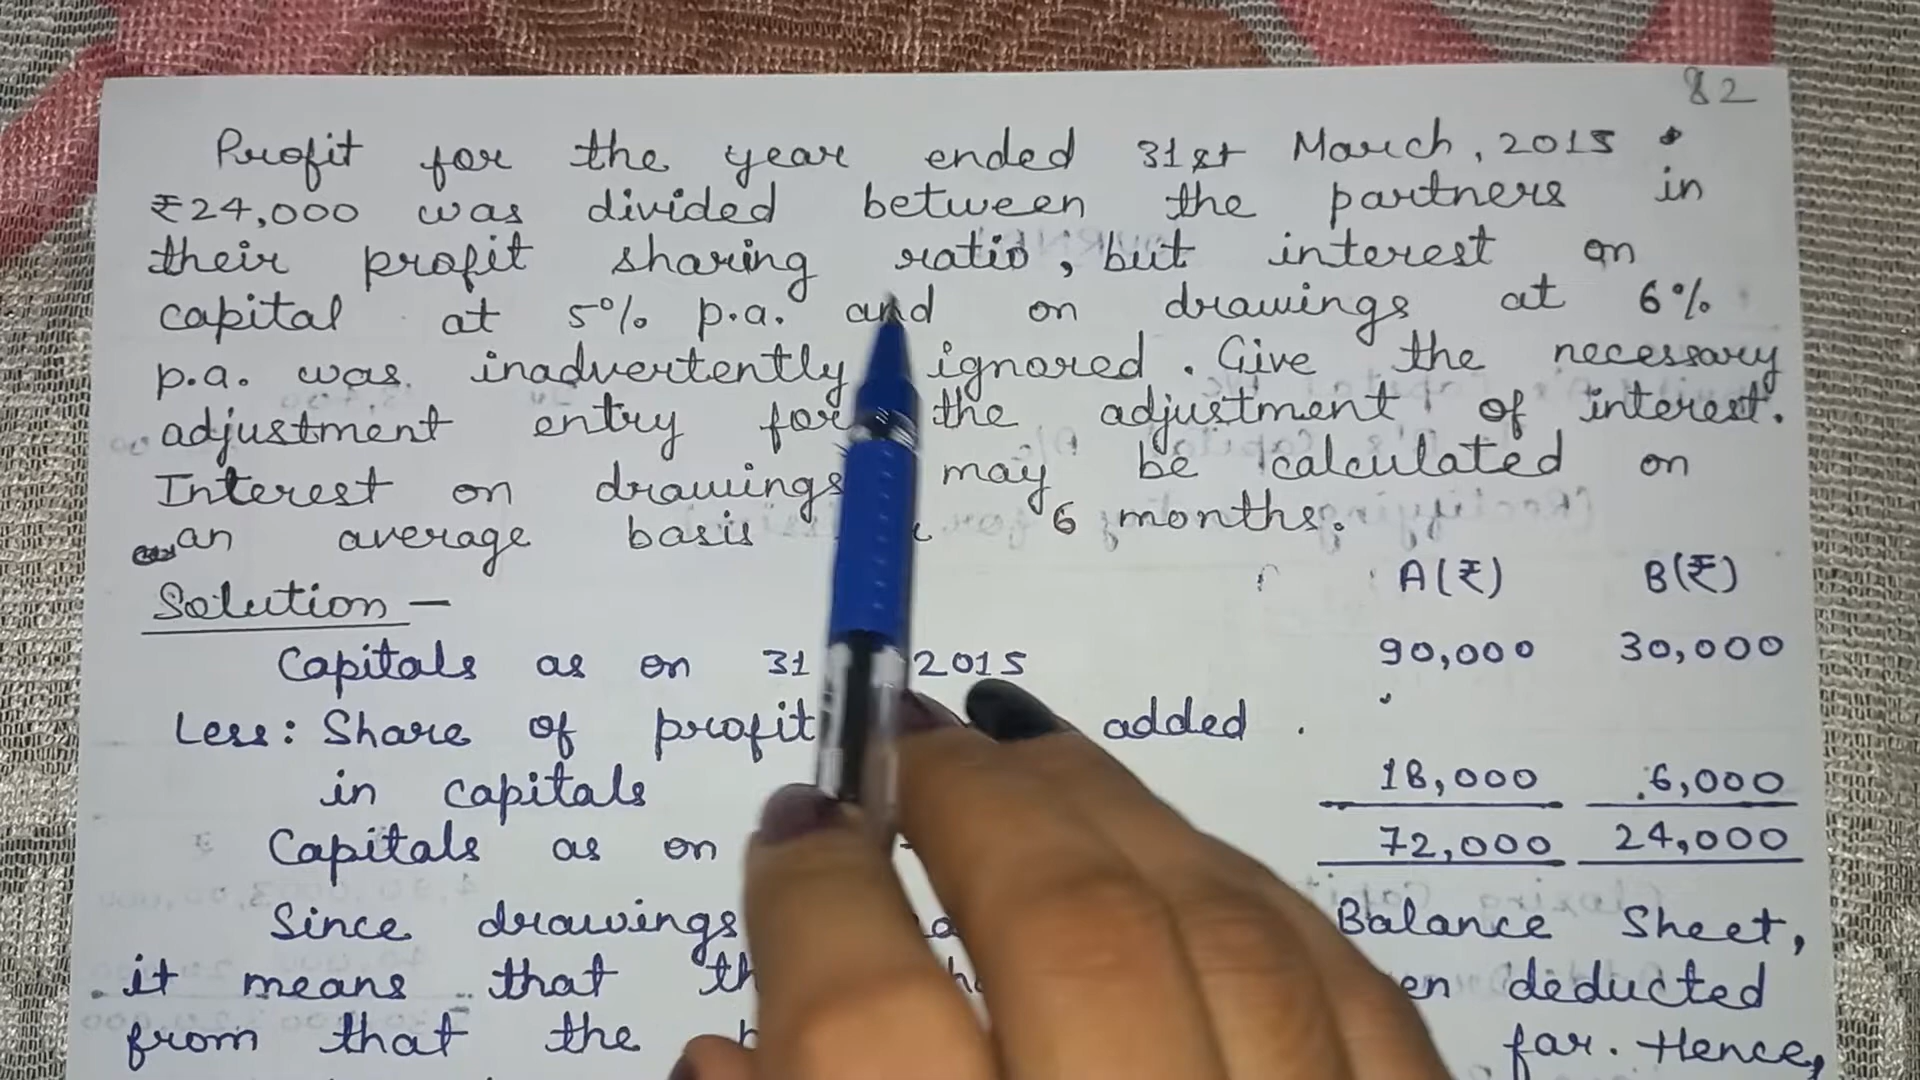 82
Profit for the year ended 31st March, 2015
₹24,000 was divided between the partners in
their profit sharing ratio, but interest on
capital at 5% p.a. and on drawings at 6%
p.a. was inadvertently ignored. Give the necessary
adjustment entry for the adjustment of interest.
Interest on drawings may be calculated on
an average basis 6 months.
A(₹) B(₹)
Solution –
Capitals as on 31 2015 90,000 30,000
Less: Share of profit added
in capitals 18,000 6,000
Capitals as on 72,000 24,000
Since drawings Balance Sheet,
it means that deducted
from that the far. Hence,